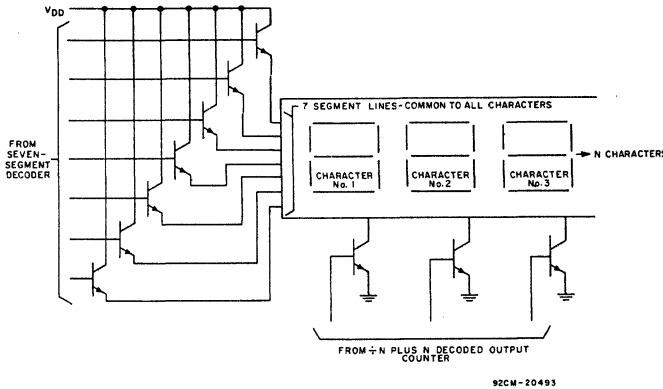 VDD
7 SEGMENT LINES-COMMON TO ALL CHARACTERS
FROM
SEVEN-
SEGMENT
DECODER
N CHARACTERS
CHARACTER
No. 1
CHARACTER
No. 2
CHARACTER
No. 3
FROM ÷ N PLUS N DECODED OUTPUT
COUNTER
92CM-20493